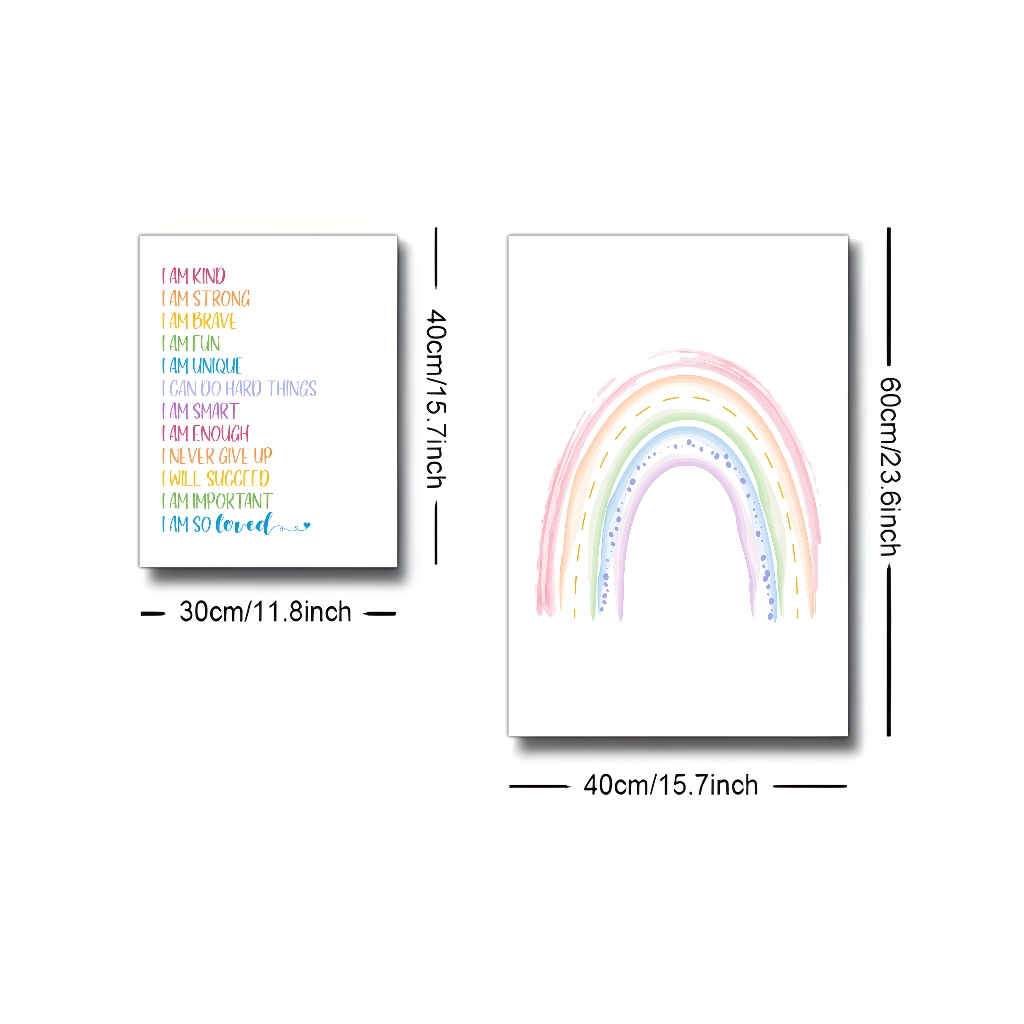 I AM KIND
I AM STRONG
I AM BRAVE
I AM FUN
I AM UNIQUE
I CAN DO HARD THINGS
I AM SMART
I AM ENOUGH
I NEVER GIVE UP
I WILL SUCCEED
I AM IMPORTANT
I AM SO loved
40cm/15.7inch
30cm/11.8inch
60cm/23.6inch
40cm/15.7inch